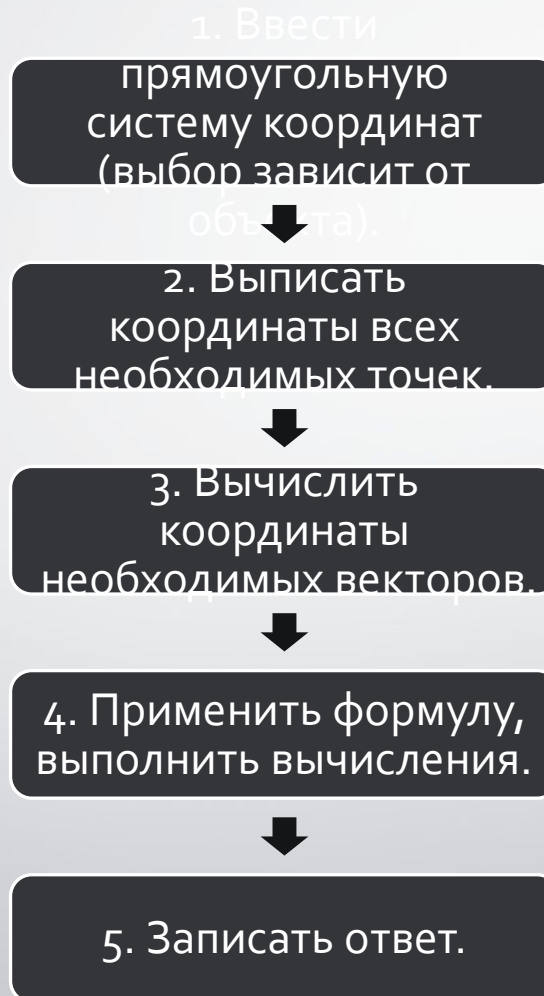 1. Ввести
прямоугольную
систему координат
(выбор зависит от
объекта).
2. Выписать
координаты всех
необходимых точек.
3. Вычислить
координаты
необходимых векторов.
4. Применить формулу,
выполнить вычисления.
5. Записать ответ.